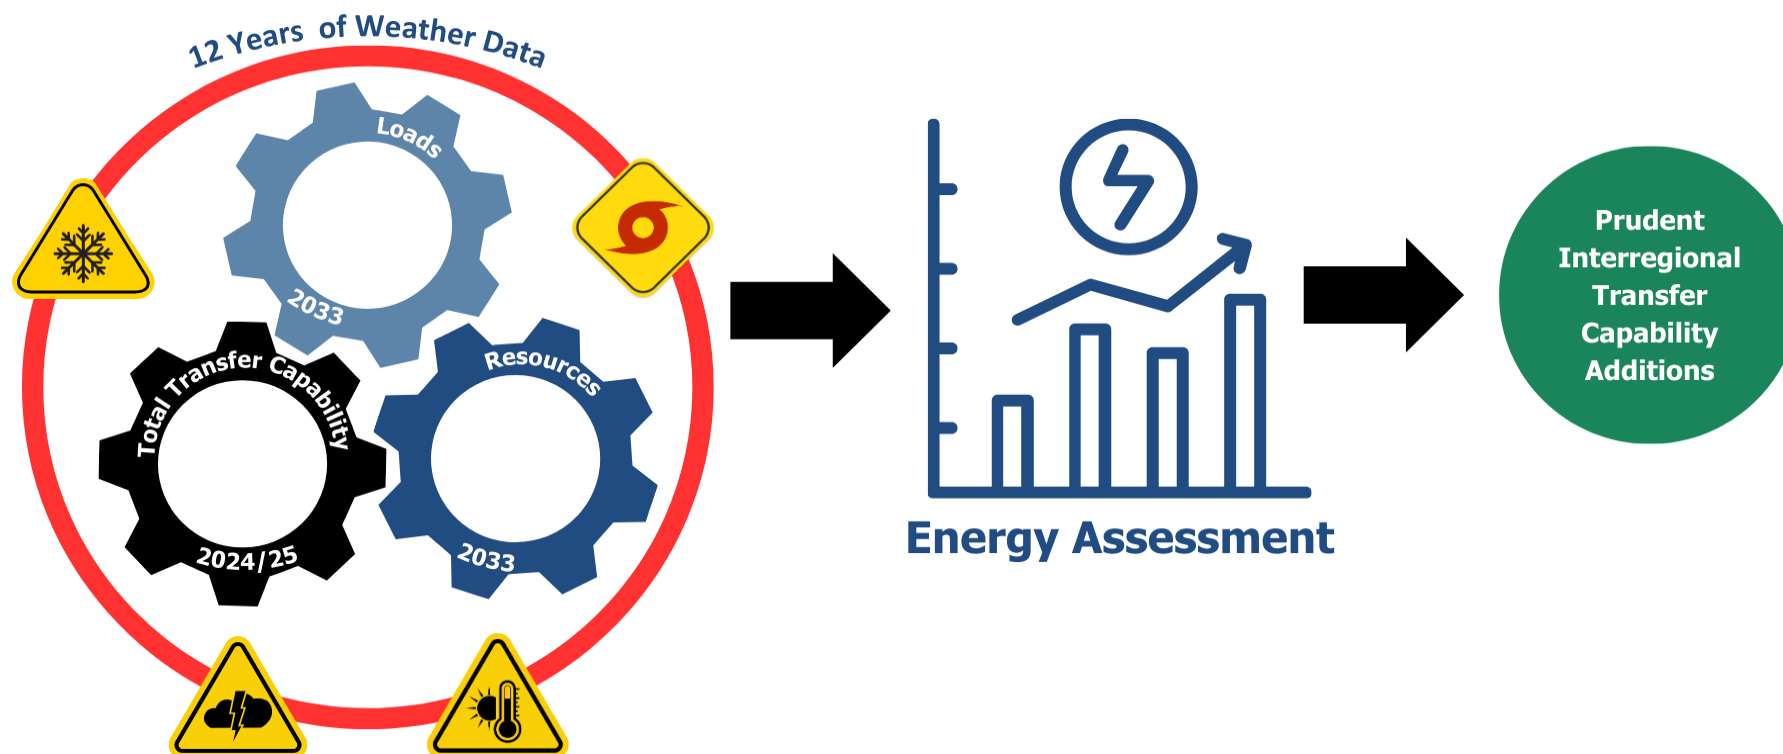 12 Years of Weather Data
Loads
2033
Total Transfer Capability
2024/25
Resources
2033
Energy Assessment
Prudent
Interregional
Transfer
Capability
Additions